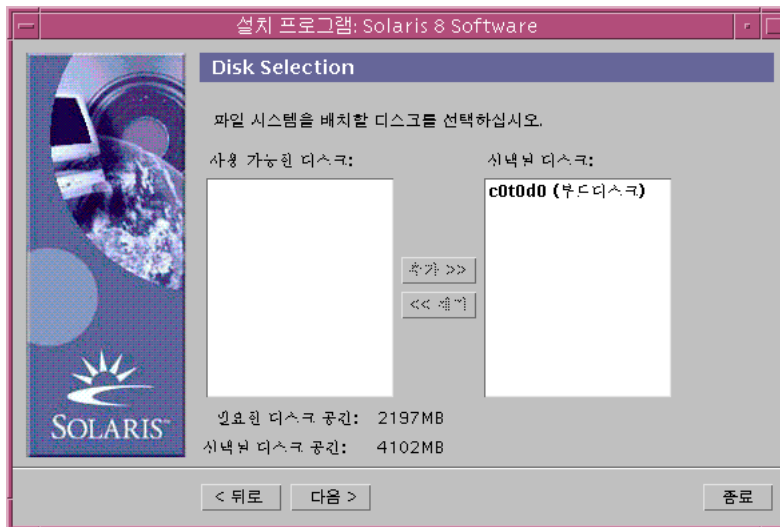 설치 프로그램: Solaris 8 Software
Disk Selection
파일 시스템을 배치할 디스크를 선택하십시오.
사용 가능한 디스크:
선택된 디스크:
c0t0d0 (부트디스크)
추가 >>
<< 제거
필요한 디스크 공간: 2197MB
선택된 디스크 공간: 4102MB
SOLARIS™
< 뒤로
다음 >
종료